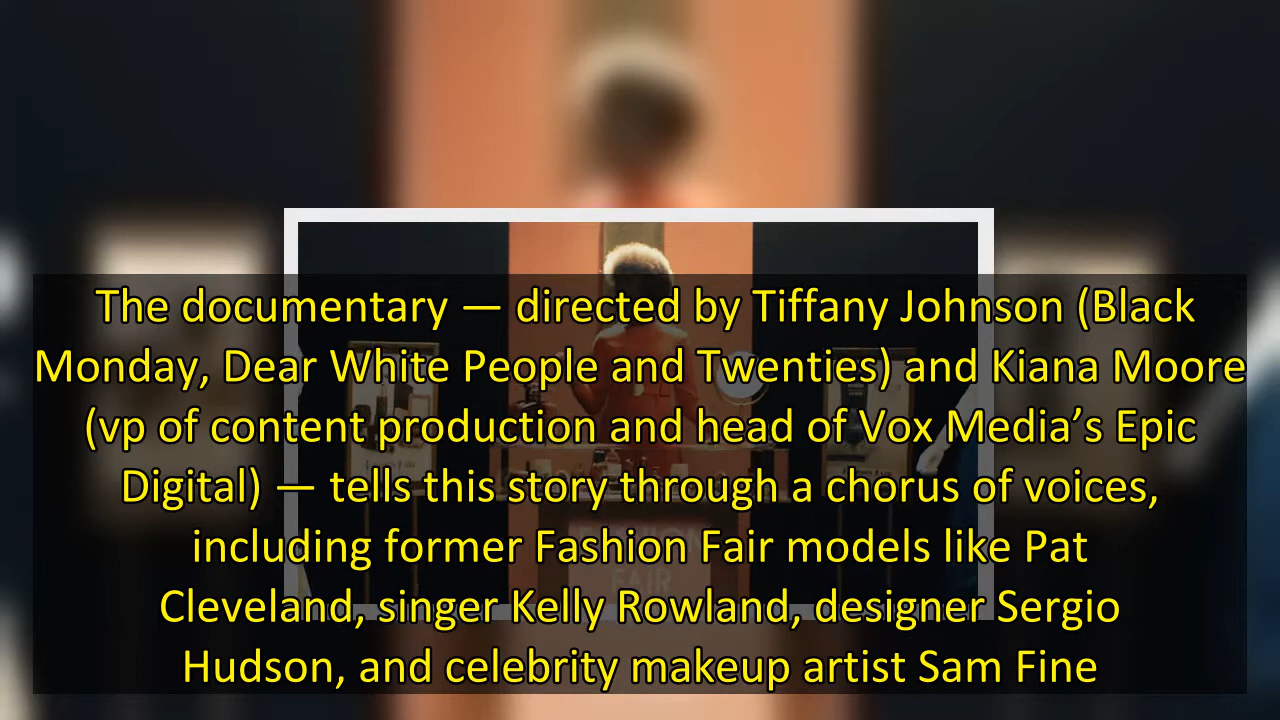 The documentary — directed by Tiffany Johnson (Black
Monday, Dear White People and Twenties) and Kiana Moore
(vp of content production and head of Vox Media’s Epic
Digital) — tells this story through a chorus of voices,
including former Fashion Fair models like Pat
Cleveland, singer Kelly Rowland, designer Sergio
Hudson, and celebrity makeup artist Sam Fine
FASHION
FAIR